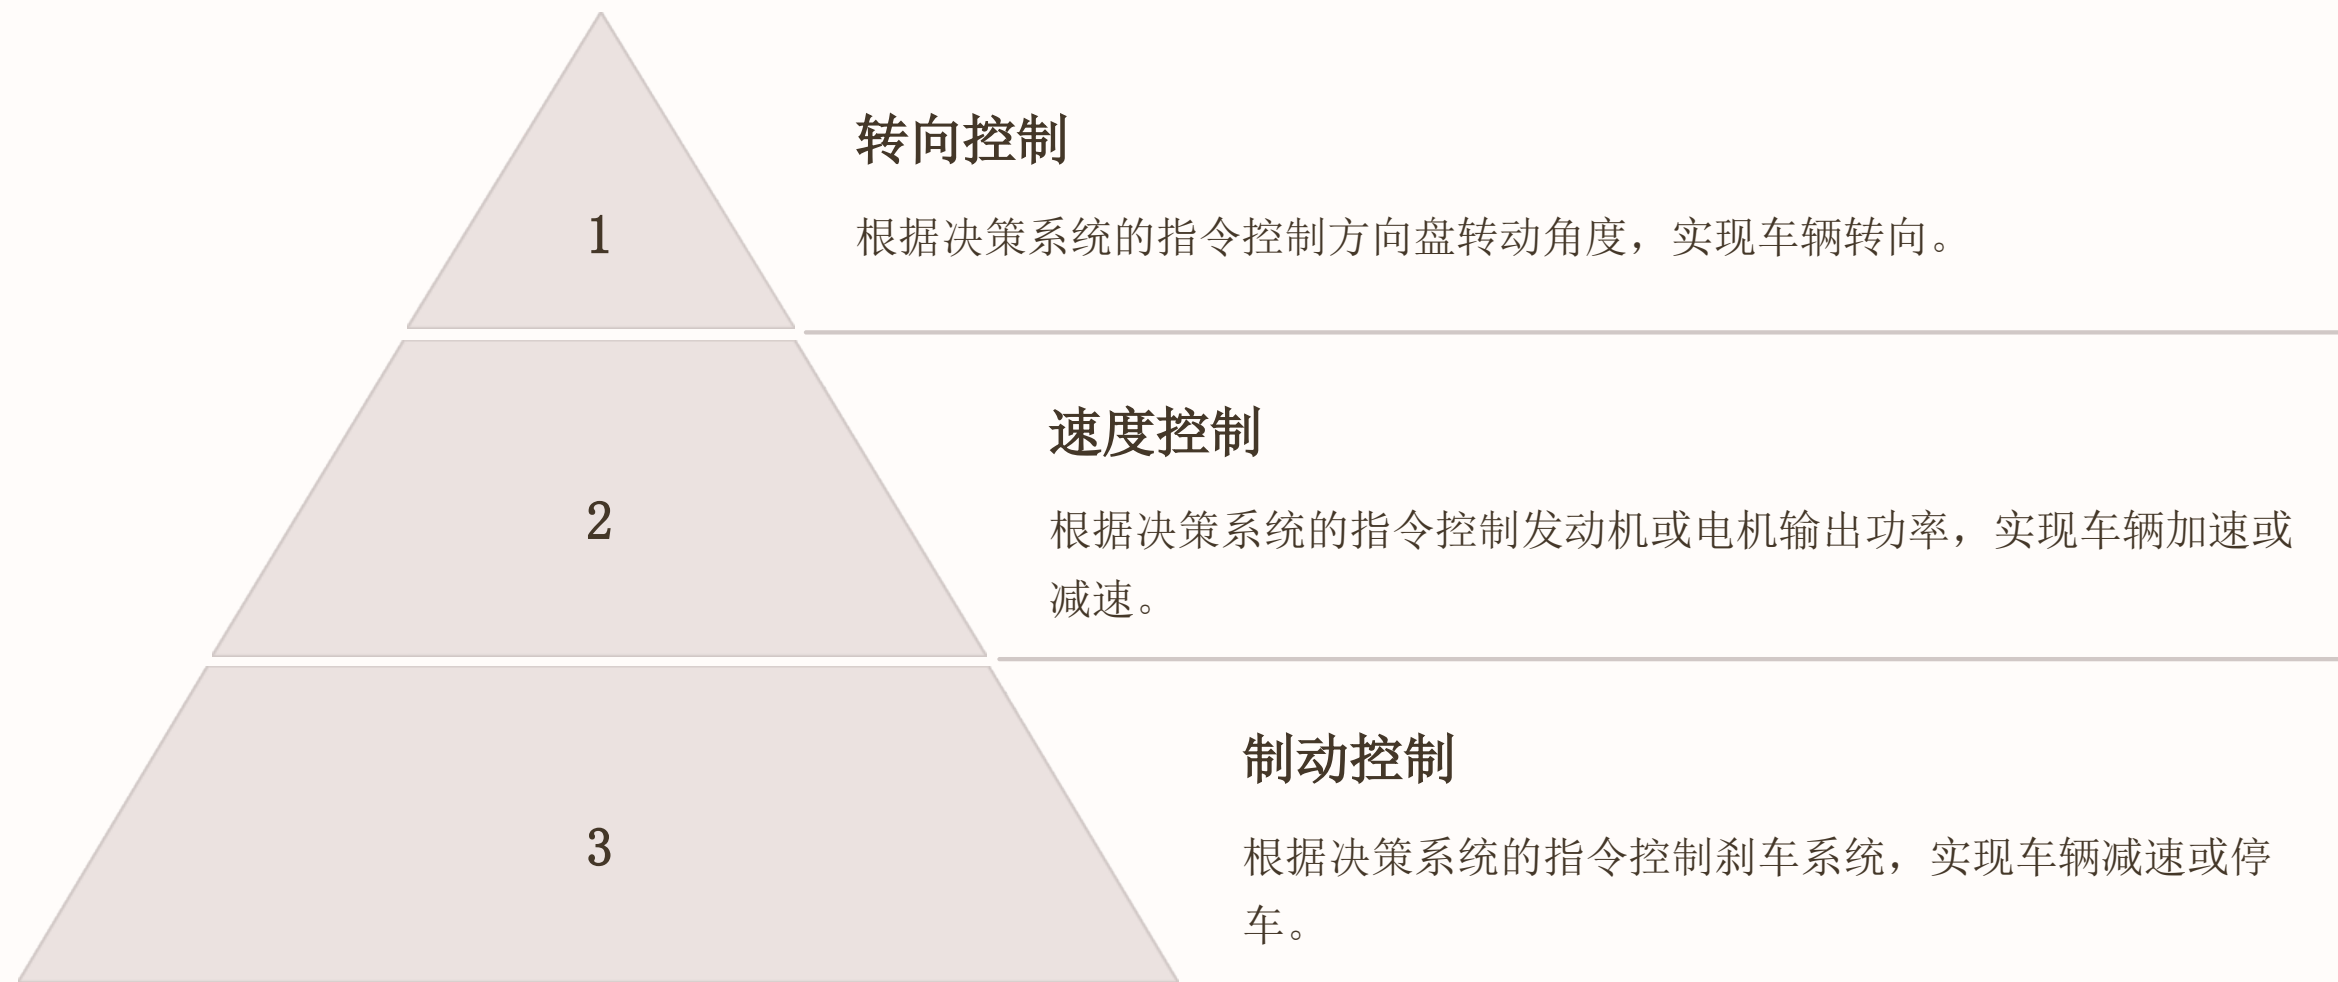 转向控制
1
根据决策系统的指令控制方向盘转动角度，实现车辆转向。
速度控制
2
根据决策系统的指令控制发动机或电机输出功率，实现车辆加速或
减速。
制动控制
3
根据决策系统的指令控制刹车系统，实现车辆减速或停
车。